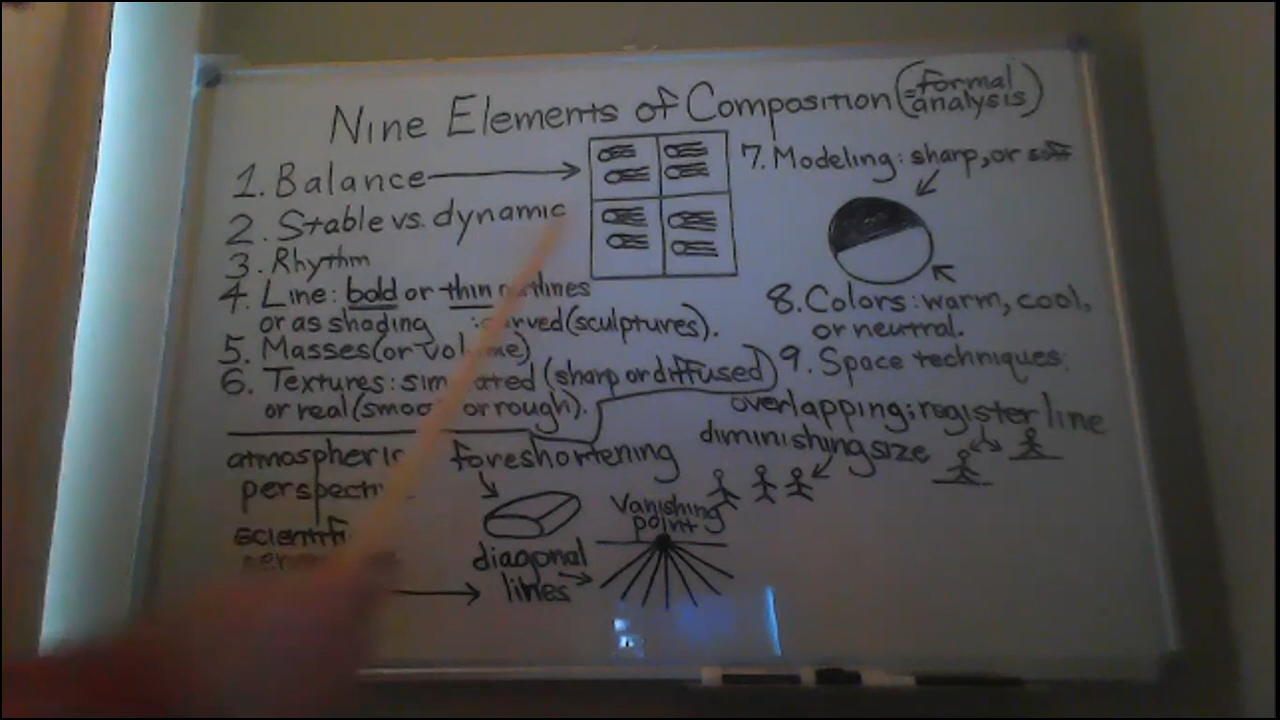 Nine Elements of Composition (= formal analysis)
1. Balance
2. Stable vs. dynamic
3. Rhythm
4. Line: bold or thin outlines
or as shading : curved (sculptures).
5. Masses (or volume)
6. Textures: simulated (sharp or diffused)
or real (smooth or rough).
7. Modeling: sharp, or soft
8. Colors: warm, cool,
or neutral.
9. Space techniques:
overlapping; register line
diminishing size
foreshortening
atmospheric
perspective
Vanishing
point
diagonal
lines